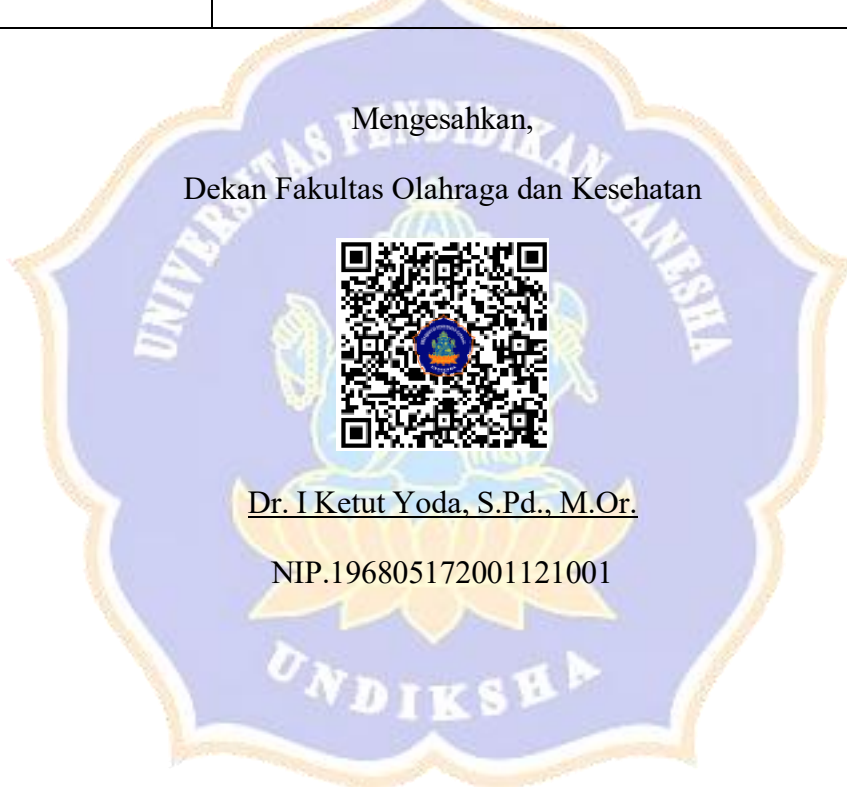 UNIVERSITAS PENDIDIKAN GANESHA
Mengesahkan,
Dekan Fakultas Olahraga dan Kesehatan
Dr. I Ketut Yoda, S.Pd., M.Or.
NIP.196805172001121001
UNDIKSHA